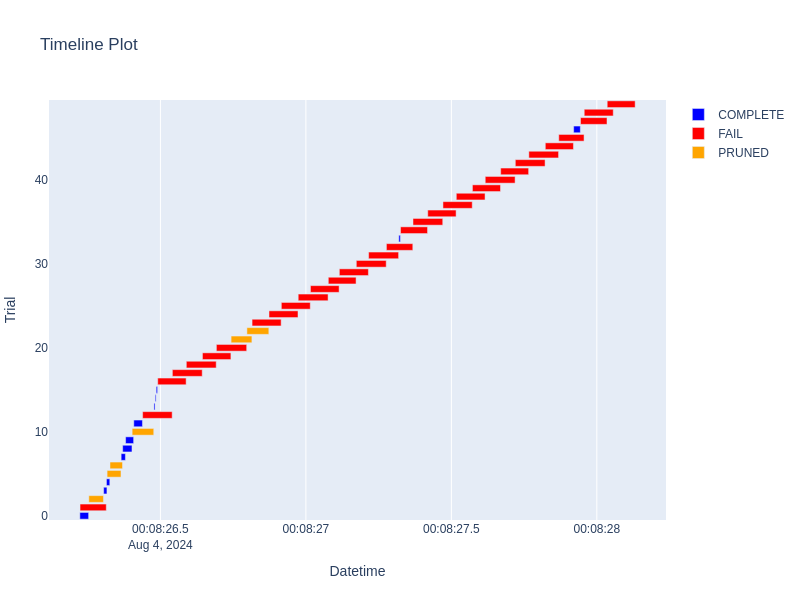 Timeline Plot
COMPLETE
FAIL
PRUNED
40
30
20
10
0
Trial
00:08:26.5 00:08:27 00:08:27.5 00:08:28
Aug 4, 2024
Datetime